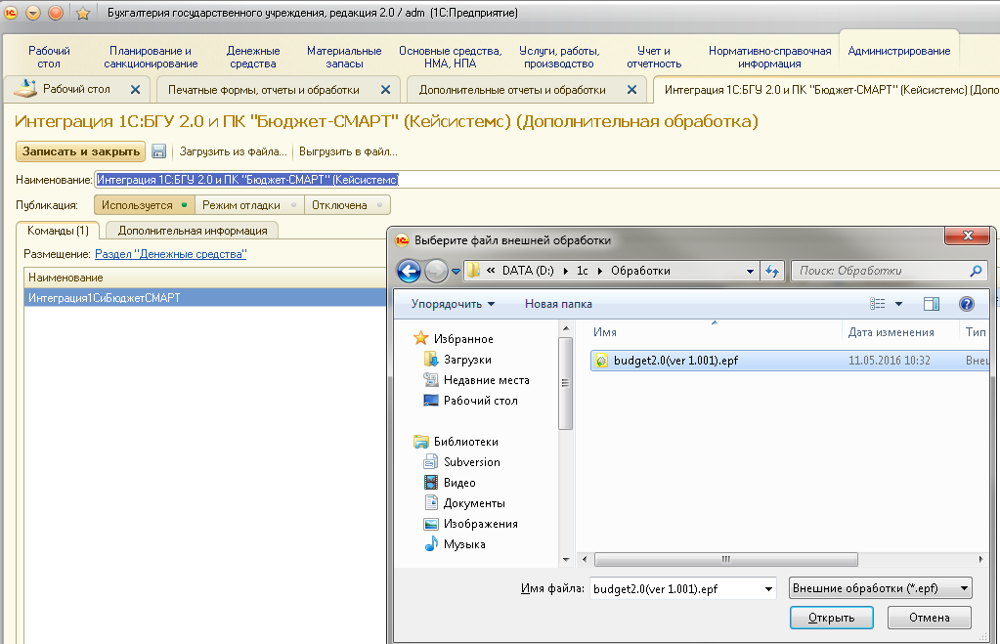 Бухгалтерия государственного учреждения, редакция 2.0 / adm (1С:Предприятие)
Рабочий стол
Планирование и санкционирование
Денежные средства
Материальные запасы
Основные средства, НМА, НПА
Услуги, работы, производство
Учет и отчетность
Нормативно-справочная информация
Администрирование
Рабочий стол
Печатные формы, отчеты и обработки
Дополнительные отчеты и обработки
Интеграция 1С:БГУ 2.0 и ПК "Бюджет-СМАРТ" (Кейсистемс) (Допо
Интеграция 1С:БГУ 2.0 и ПК "Бюджет-СМАРТ" (Кейсистемс) (Дополнительная обработка)
Записать и закрыть
Загрузить из файла...
Выгрузить в файл...
Наименование: Интеграция 1С:БГУ 2.0 и ПК "Бюджет-СМАРТ" (Кейсистемс
Публикация: Используется Режим отладки Отключена
Команды (1)
Дополнительная информация
Размещение: Раздел "Денежные средства"
Наименование
Интеграция1СиБюджетСМАРТ
Выберите файл внешней обработки
« DATA (D:) 1c Обработки
Поиск: Обработки
Упорядочить
Новая папка
Избранное
Загрузки
Недавние места
Рабочий стол
Библиотеки
Subversion
Видео
Документы
Изображения
Музыка
Имя Дата изменения Тип
budget2.0(ver 1.001).epf 11.05.2016 10:32 Внеш
Имя файла: budget2.0(ver 1.001).epf
Внешние обработки (*.epf)
Открыть
Отмена